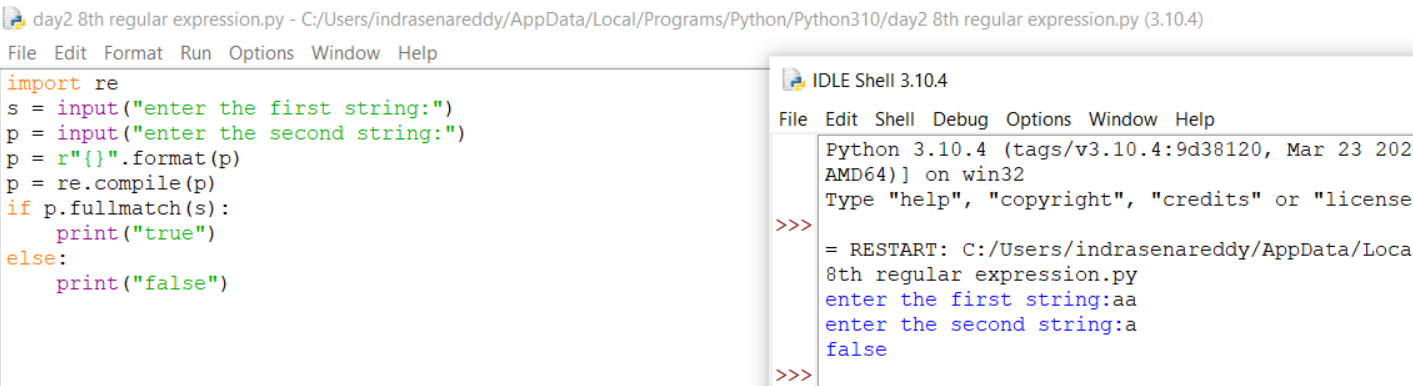 day2 8th regular expression.py - C:/Users/indrasenareddy/AppData/Local/Programs/Python/Python310/day2 8th regular expression.py (3.10.4)
File Edit Format Run Options Window Help
import re
s = input("enter the first string:")
p = input("enter the second string:")
p = r"{}".format(p)
p = re.compile(p)
if p.fullmatch(s):
    print("true")
else:
    print("false")
IDLE Shell 3.10.4
File Edit Shell Debug Options Window Help
Python 3.10.4 (tags/v3.10.4:9d38120, Mar 23 202
AMD64)] on win32
Type "help", "copyright", "credits" or "license
>>>
= RESTART: C:/Users/indrasenareddy/AppData/Loca
8th regular expression.py
enter the first string:aa
enter the second string:a
false
>>>